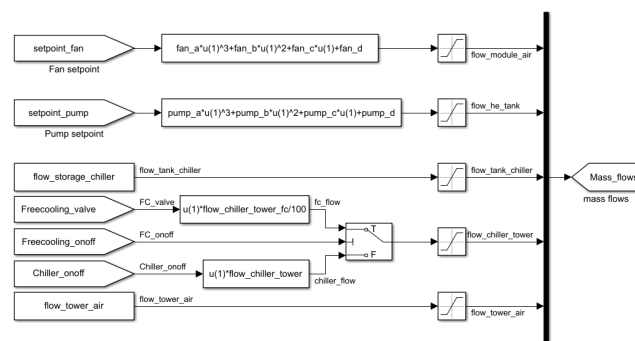 setpoint_fan
Fan setpoint
fan_a*u(1)^3+fan_b*u(1)^2+fan_c*u(1)+fan_d
flow_module_air
setpoint_pump
Pump setpoint
pump_a*u(1)^3+pump_b*u(1)^2+pump_c*u(1)+pump_d
flow_he_tank
flow_storage_chiller
flow_tank_chiller
flow_tank_chiller
Mass_flows
mass flows
Freecooling_valve
FC_valve
u(1)*flow_chiller_tower_fc/100
fc_flow
Freecooling_onoff
FC_onoff
T
F
flow_chiller_tower
Chiller_onoff
Chiller_onoff
u(1)*flow_chiller_tower
chiller_flow
flow_tower_air
flow_tower_air
flow_tower_air